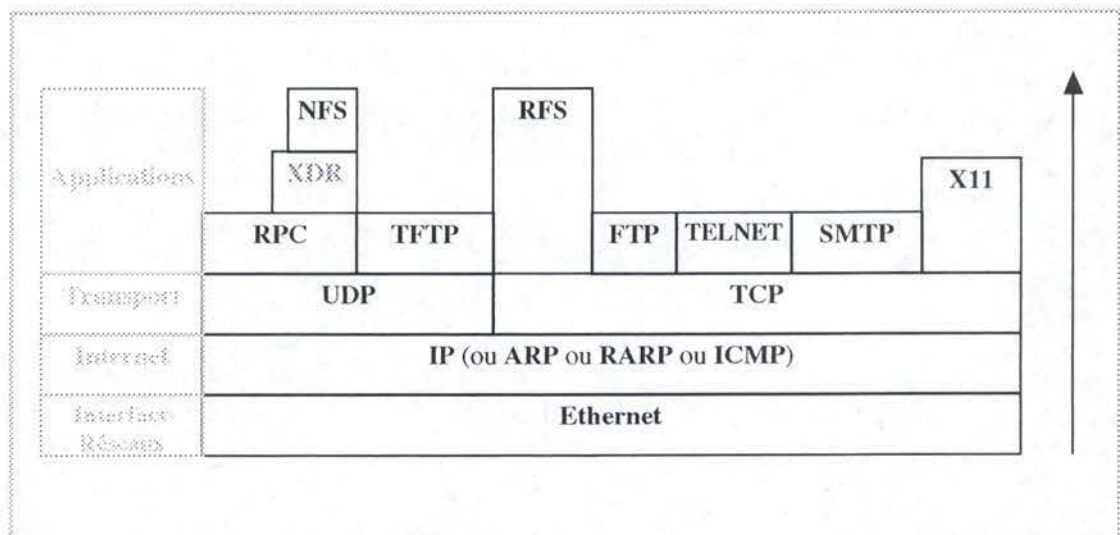 NFS
RFS
Applications
XDR
X11
RPC
TFTP
FTP
TELNET
SMTP
Transport
UDP
TCP
Internet
IP (ou ARP ou RARP ou ICMP)
Interface
Réseaux
Ethernet